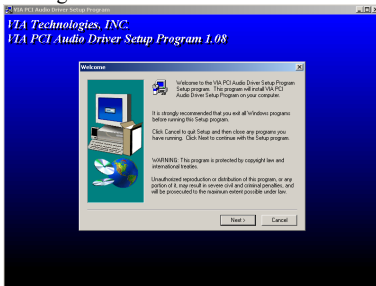 VIA PCI Audio Driver Setup Program
VIA Technologies, INC.
VIA PCI Audio Driver Setup Program 1.08
Welcome
Welcome to the VIA PCI Audio Driver Setup Program
Setup program. This program will install VIA PCI
Audio Driver Setup Program on your computer.
It is strongly recommended that you exit all Windows programs
before running this Setup program.
Click Cancel to quit Setup and then close any programs you
have running. Click Next to continue with the Setup program.
WARNING: This program is protected by copyright law and
international treaties.
Unauthorized reproduction or distribution of this program, or any
portion of it, may result in severe civil and criminal penalties, and
will be prosecuted to the maximum extent possible under law.
Next >
Cancel